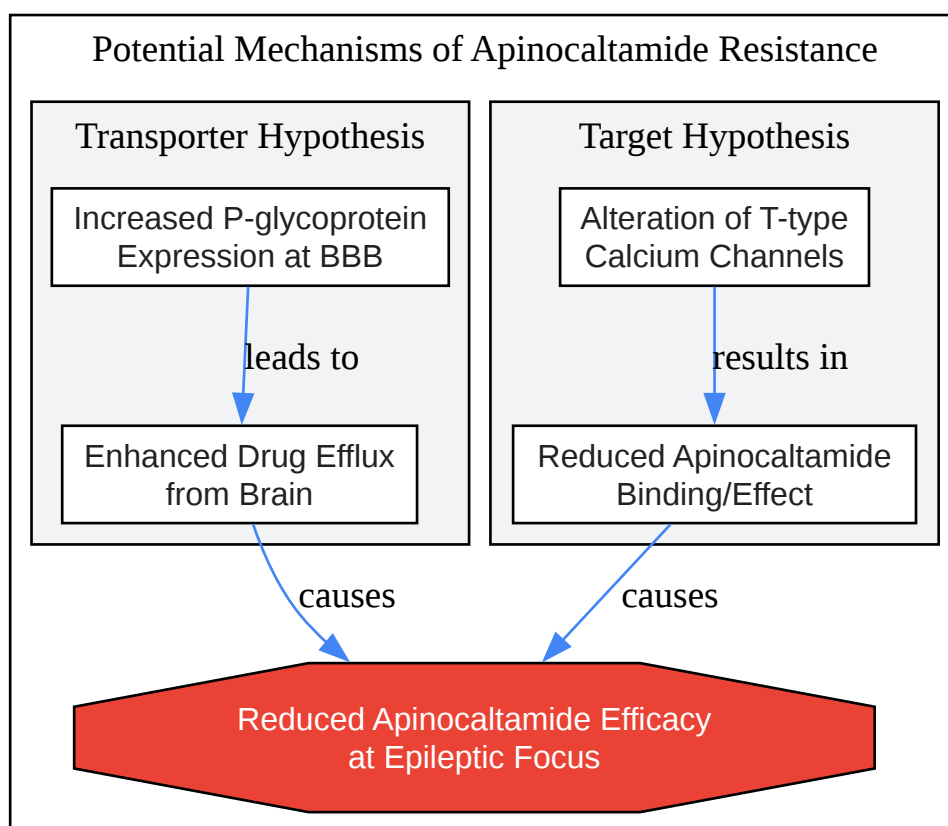 Potential Mechanisms of Apinocaltamide Resistance
Transporter Hypothesis
Increased P-glycoprotein
Expression at BBB
leads to
Enhanced Drug Efflux
from Brain
Target Hypothesis
Alteration of T-type
Calcium Channels
results in
Reduced Apinocaltamide
Binding/Effect
causes
causes
Reduced Apinocaltamide Efficacy
at Epileptic Focus